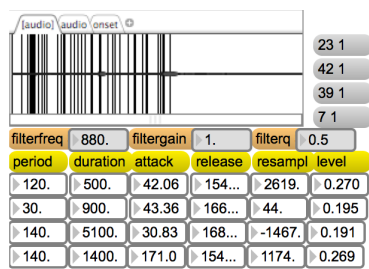 [audio] audio onset
23 1
42 1
39 1
7 1
filterfreq 880. filtergain 1. filterq 0.5
period duration attack release resampl level
120. 500. 42.06 154... 2619. 0.270
30. 900. 43.36 166... 44. 0.195
140. 5100. 30.83 168... -1467. 0.191
140. 1400. 171.0 154... 1174. 0.269